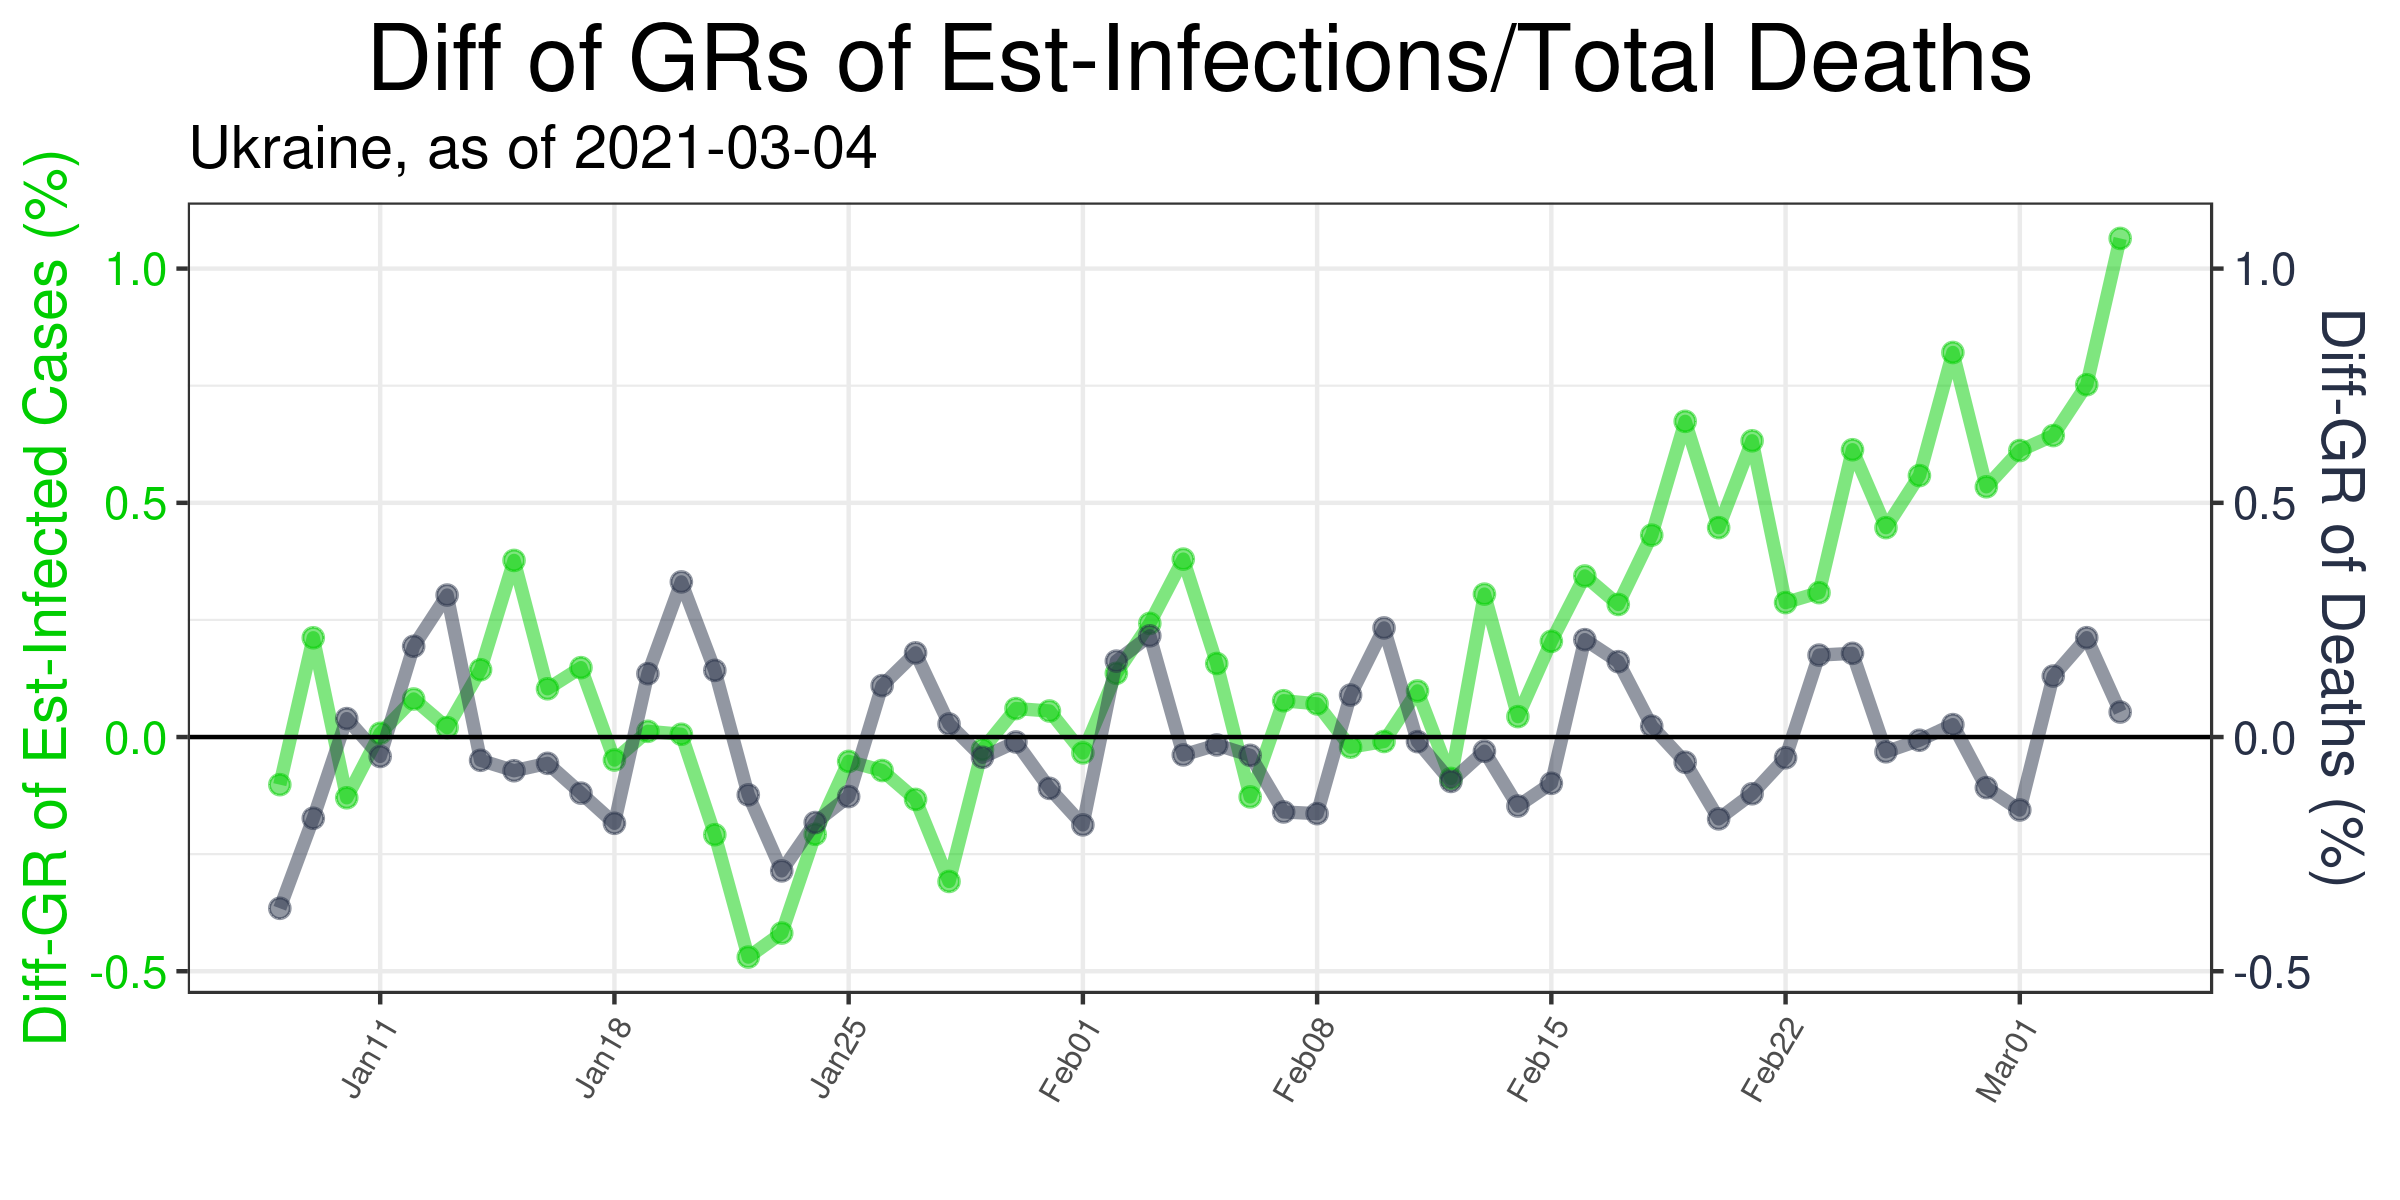 Diff of GRs of Est-Infections/Total Deaths
Ukraine, as of 2021-03-04
Diff-GR of Est-Infected Cases (%)
1.0
0.5
0.0
-0.5
1.0
0.5
0.0
-0.5
Diff-GR of Deaths (%)
Jan11
Jan18
Jan25
Feb01
Feb08
Feb15
Feb22
Mar01